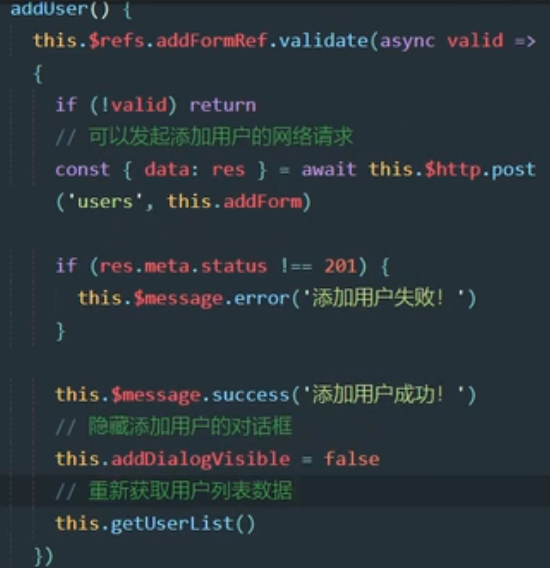 addUser() {
this.$refs.addFormRef.validate(async valid =>
{
if (!valid) return
// 可以发起添加用户的网络请求
const { data: res } = await this.$http.post
('users', this.addForm)
if (res.meta.status !== 201) {
this.$message.error('添加用户失败！')
}
this.$message.success('添加用户成功！')
// 隐藏添加用户的对话框
this.addDialogVisible = false
// 重新获取用户列表数据
this.getUserList()
})